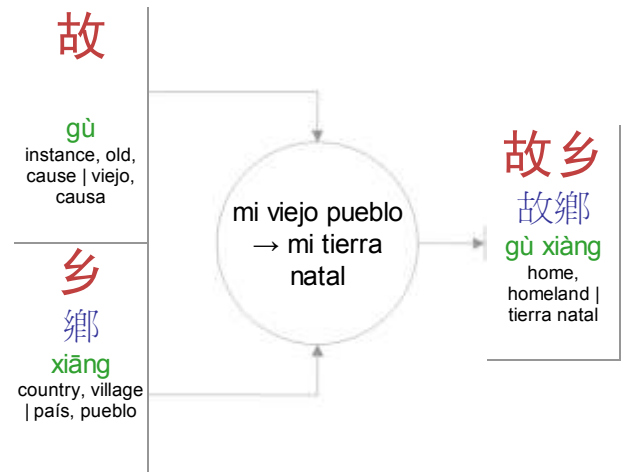 故
gù
instance, old,
cause | viejo,
causa
乡
鄉
xiāng
country, village
| país, pueblo
mi viejo pueblo
→ mi tierra
natal
故乡
故鄉
gù xiàng
home,
homeland |
tierra natal